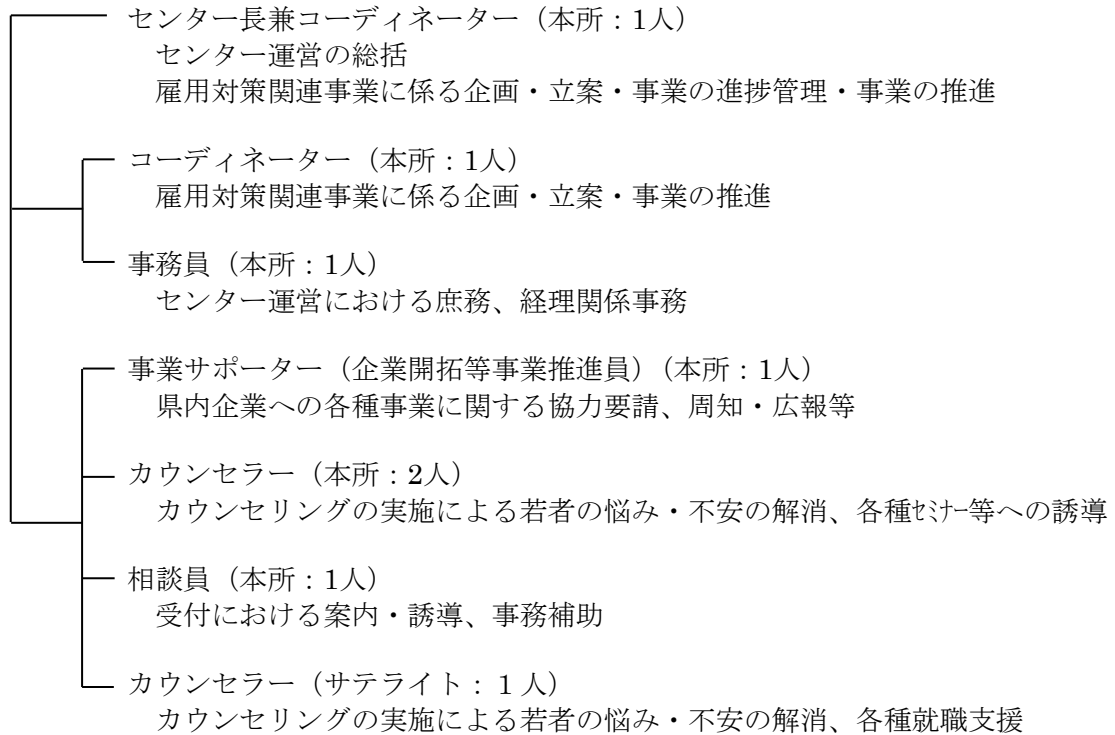 センター長兼コーディネーター（本所：1人）
センター運営の総括
雇用対策関連事業に係る企画・立案・事業の進捗管理・事業の推進
コーディネーター（本所：1人）
雇用対策関連事業に係る企画・立案・事業の推進
事務員（本所：1人）
センター運営における庶務、経理関係事務
事業サポーター（企業開拓等事業推進員）（本所：1人）
県内企業への各種事業に関する協力要請、周知・広報等
カウンセラー（本所：2人）
カウンセリングの実施による若者の悩み・不安の解消、各種ｾﾐﾅｰ等への誘導
相談員（本所：1人）
受付における案内・誘導、事務補助
カウンセラー（サテライト：１人）
カウンセリングの実施による若者の悩み・不安の解消、各種就職支援